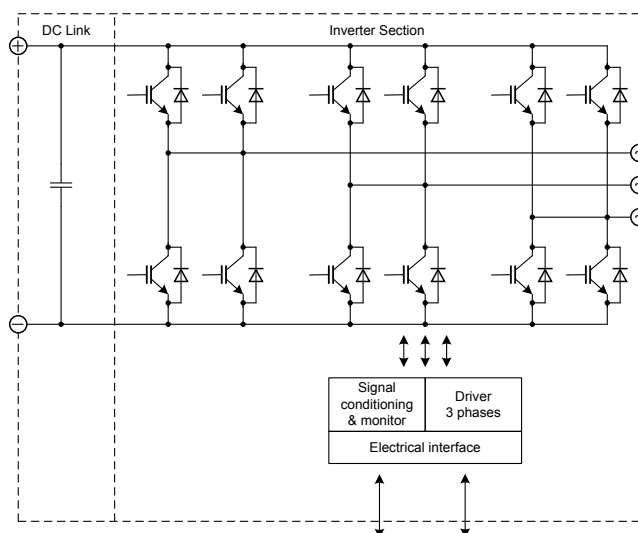 DC Link
Inverter Section
+
−
~
~
~
Signal
conditioning
& monitor
Driver
3 phases
Electrical interface